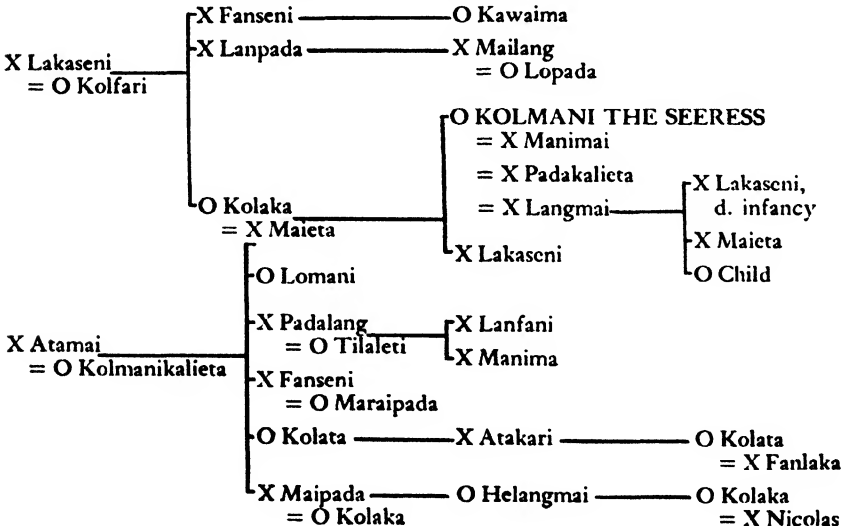 X Fanseni O Kawaima
X Lanpada X Mailang
X Lakaseni
= O Kolfari
= O Lopada
O KOLMANI THE SEERESS
= X Manimai
= X Padakalieta
X Lakaseni,
O Kolaka
= X Langmai
d. infancy
= X Maieta
X Maieta
X Lakaseni
O Lomani
O Child
X Padalang X Lanfani
X Atamai
= O Tilaleti
X Manima
= O Kolmanikalieta
X Fanseni
= O Maraipada
O Kolata X Atakari O Kolata
= X Fanlaka
X Maipada O Helangmai O Kolaka
= O Kolaka = X Nicolas